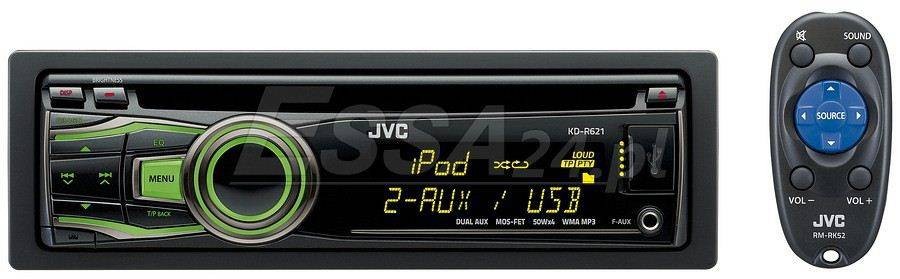 BRIGHTNESS
DISP
JVC
KD-R621
EQ
MENU
T/P BACK
iPod
LOUD
TP PTY
2-AUX / USB
DUAL AUX MOS-FET 50Wx4 WMA MP3 F-AUX
ESSA24.pl
SOUND
SOURCE
VOL − VOL +
JVC
RM-RK52